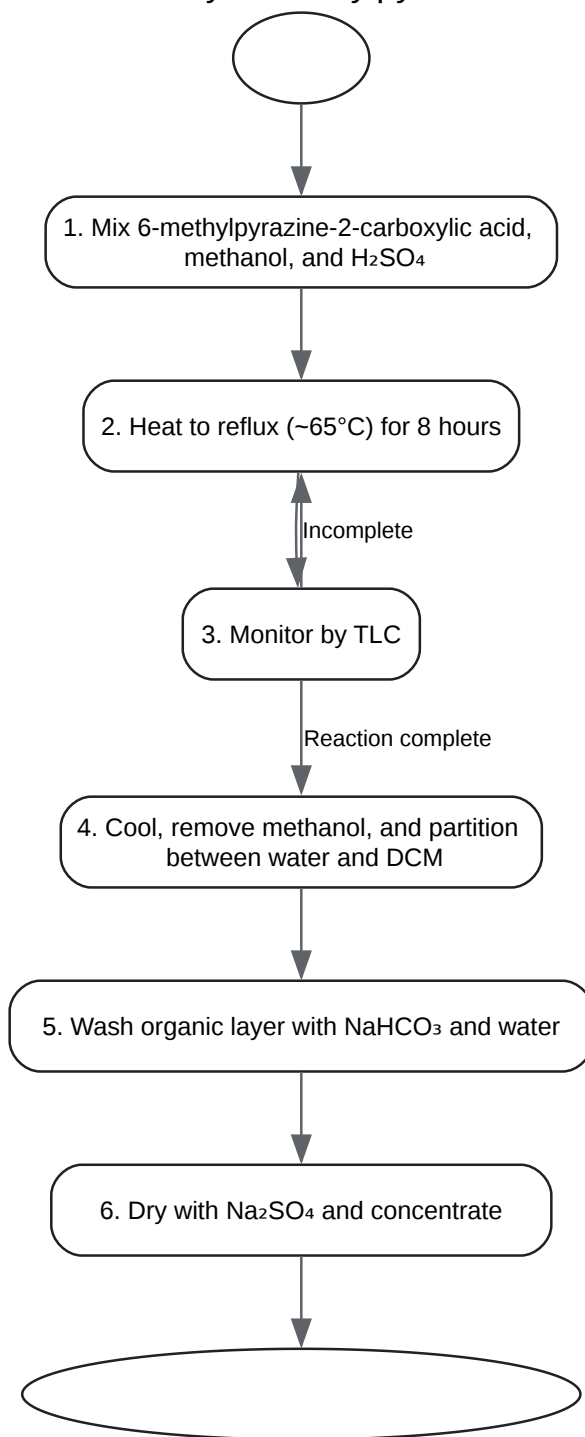 1. Mix 6-methylpyrazine-2-carboxylic acid,
methanol, and H₂SO₄
2. Heat to reflux (~65°C) for 8 hours
Incomplete
3. Monitor by TLC
Reaction complete
4. Cool, remove methanol, and partition
between water and DCM
5. Wash organic layer with NaHCO₃ and water
6. Dry with Na₂SO₄ and concentrate